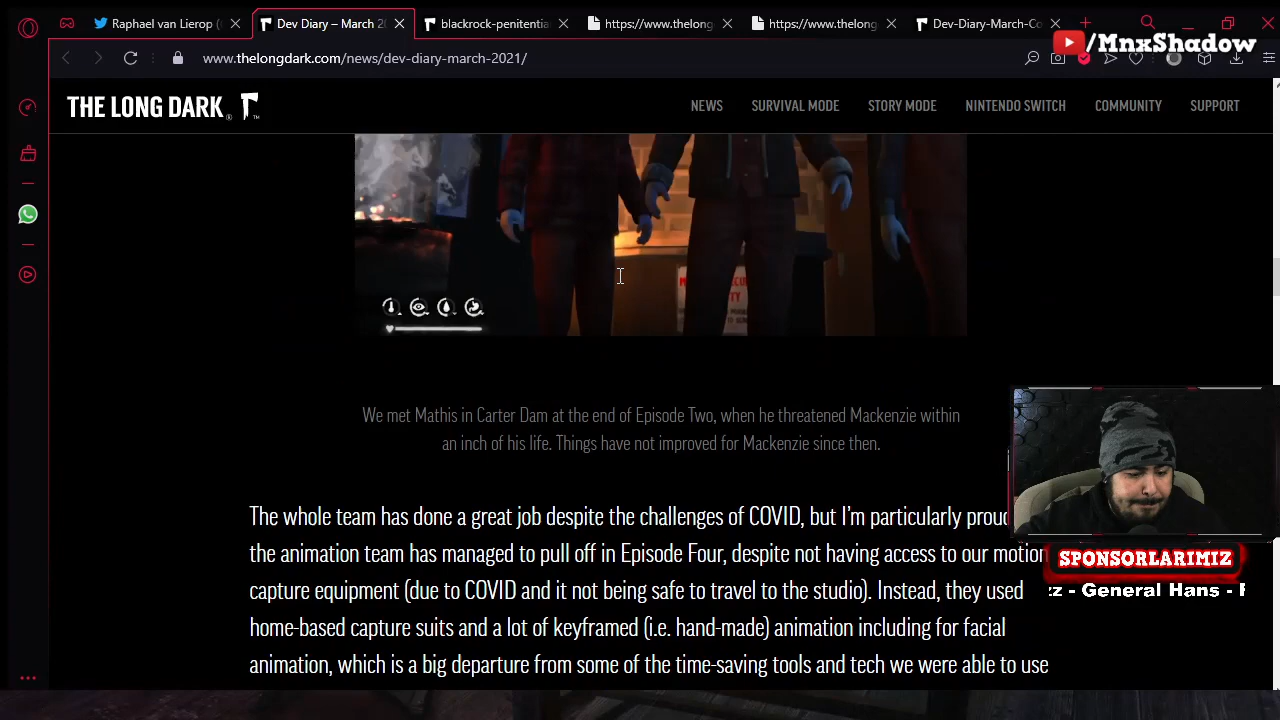 Raphael van Lierop (
Dev Diary – March 20
blackrock-penitentia
https://www.thelong
https://www.thelong
Dev-Diary-March-Co
/MnxShadow
www.thelongdark.com/news/dev-diary-march-2021/
THE LONG DARK
NEWS
SURVIVAL MODE
STORY MODE
NINTENDO SWITCH
COMMUNITY
SUPPORT
We met Mathis in Carter Dam at the end of Episode Two, when he threatened Mackenzie within
an inch of his life. Things have not improved for Mackenzie since then.
The whole team has done a great job despite the challenges of COVID, but I'm particularly proud
the animation team has managed to pull off in Episode Four, despite not having access to our motion
capture equipment (due to COVID and it not being safe to travel to the studio). Instead, they used
home-based capture suits and a lot of keyframed (i.e. hand-made) animation including for facial
animation, which is a big departure from some of the time-saving tools and tech we were able to use
SPONSORLARIMIZ
- General Hans -